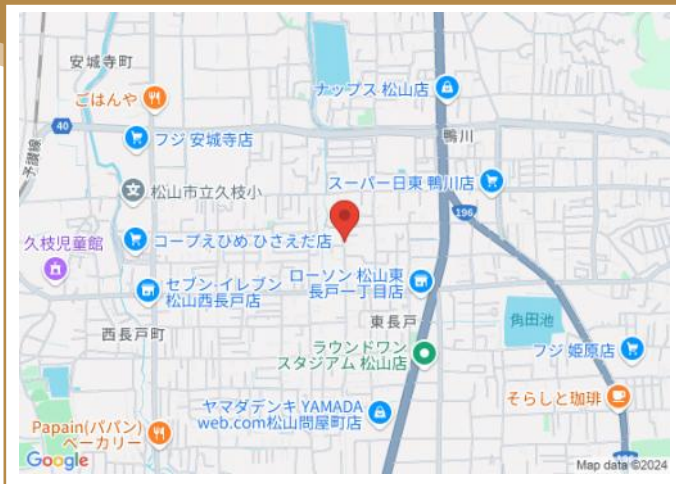 安城寺町
ナップス 松山店
ごはんや
40
フジ 安城寺店
鴨川
予讃線
松山市立久枝小
スーパー日東 鴨川店
196
久枝児童館
コープえひめ ひさえだ店
セブン-イレブン
松山西長戸店
ローソン 松山東
長戸一丁目店
西長戸町
東長戸
角田池
ラウンドワン
スタジアム 松山店
フジ 姫原店
そらしと珈琲
ヤマダデンキ YAMADA
web.com松山問屋町店
Papain(パパン)
ベーカリー
Google
Map data ©2024